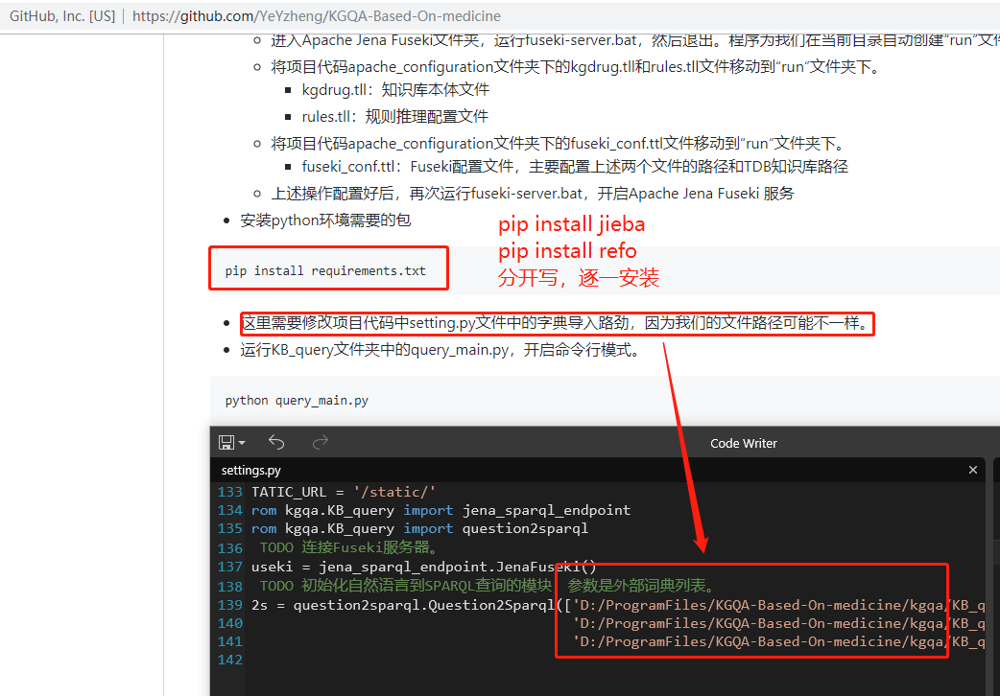 GitHub, Inc. [US] | https://github.com/YeYzheng/KGQA-Based-On-medicine
进入Apache Jena Fuseki文件夹，运行fuseki-server.bat，然后退出。程序为我们在当前目录自动创建“run”文件
将项目代码apache_configuration文件夹下的kgdrug.tll和rules.tll文件移动到“run”文件夹下。
kgdrug.tll：知识库本体文件
rules.tll：规则推理配置文件
将项目代码apache_configuration文件夹下的fuseki_conf.ttl文件移动到“run”文件夹下。
fuseki_conf.ttl：Fuseki配置文件，主要配置上述两个文件的路径和TDB知识库路径
上述操作配置好后，再次运行fuseki-server.bat，开启Apache Jena Fuseki 服务
安装python环境需要的包
pip install jieba
pip install refo
分开写，逐一安装
pip install requirements.txt
这里需要修改项目代码中setting.py文件中的字典导入路劲，因为我们的文件路径可能不一样。
运行KB_query文件夹中的query_main.py，开启命令行模式。
python query_main.py
Code Writer
settings.py
133 TATIC_URL = '/static/'
134 rom kgqa.KB_query import jena_sparql_endpoint
135 rom kgqa.KB_query import question2sparql
136 TODO 连接Fuseki服务器。
137 useki = jena_sparql_endpoint.JenaFuseki()
138 TODO 初始化自然语言到SPARQL查询的模块，参数是外部词典列表。
139 2s = question2sparql.Question2Sparql(['D:/ProgramFiles/KGQA-Based-On-medicine/kgqa/KB_q
140 'D:/ProgramFiles/KGQA-Based-On-medicine/kgqa/KB_q
141 'D:/ProgramFiles/KGQA-Based-On-medicine/kgqa/KB_q
142